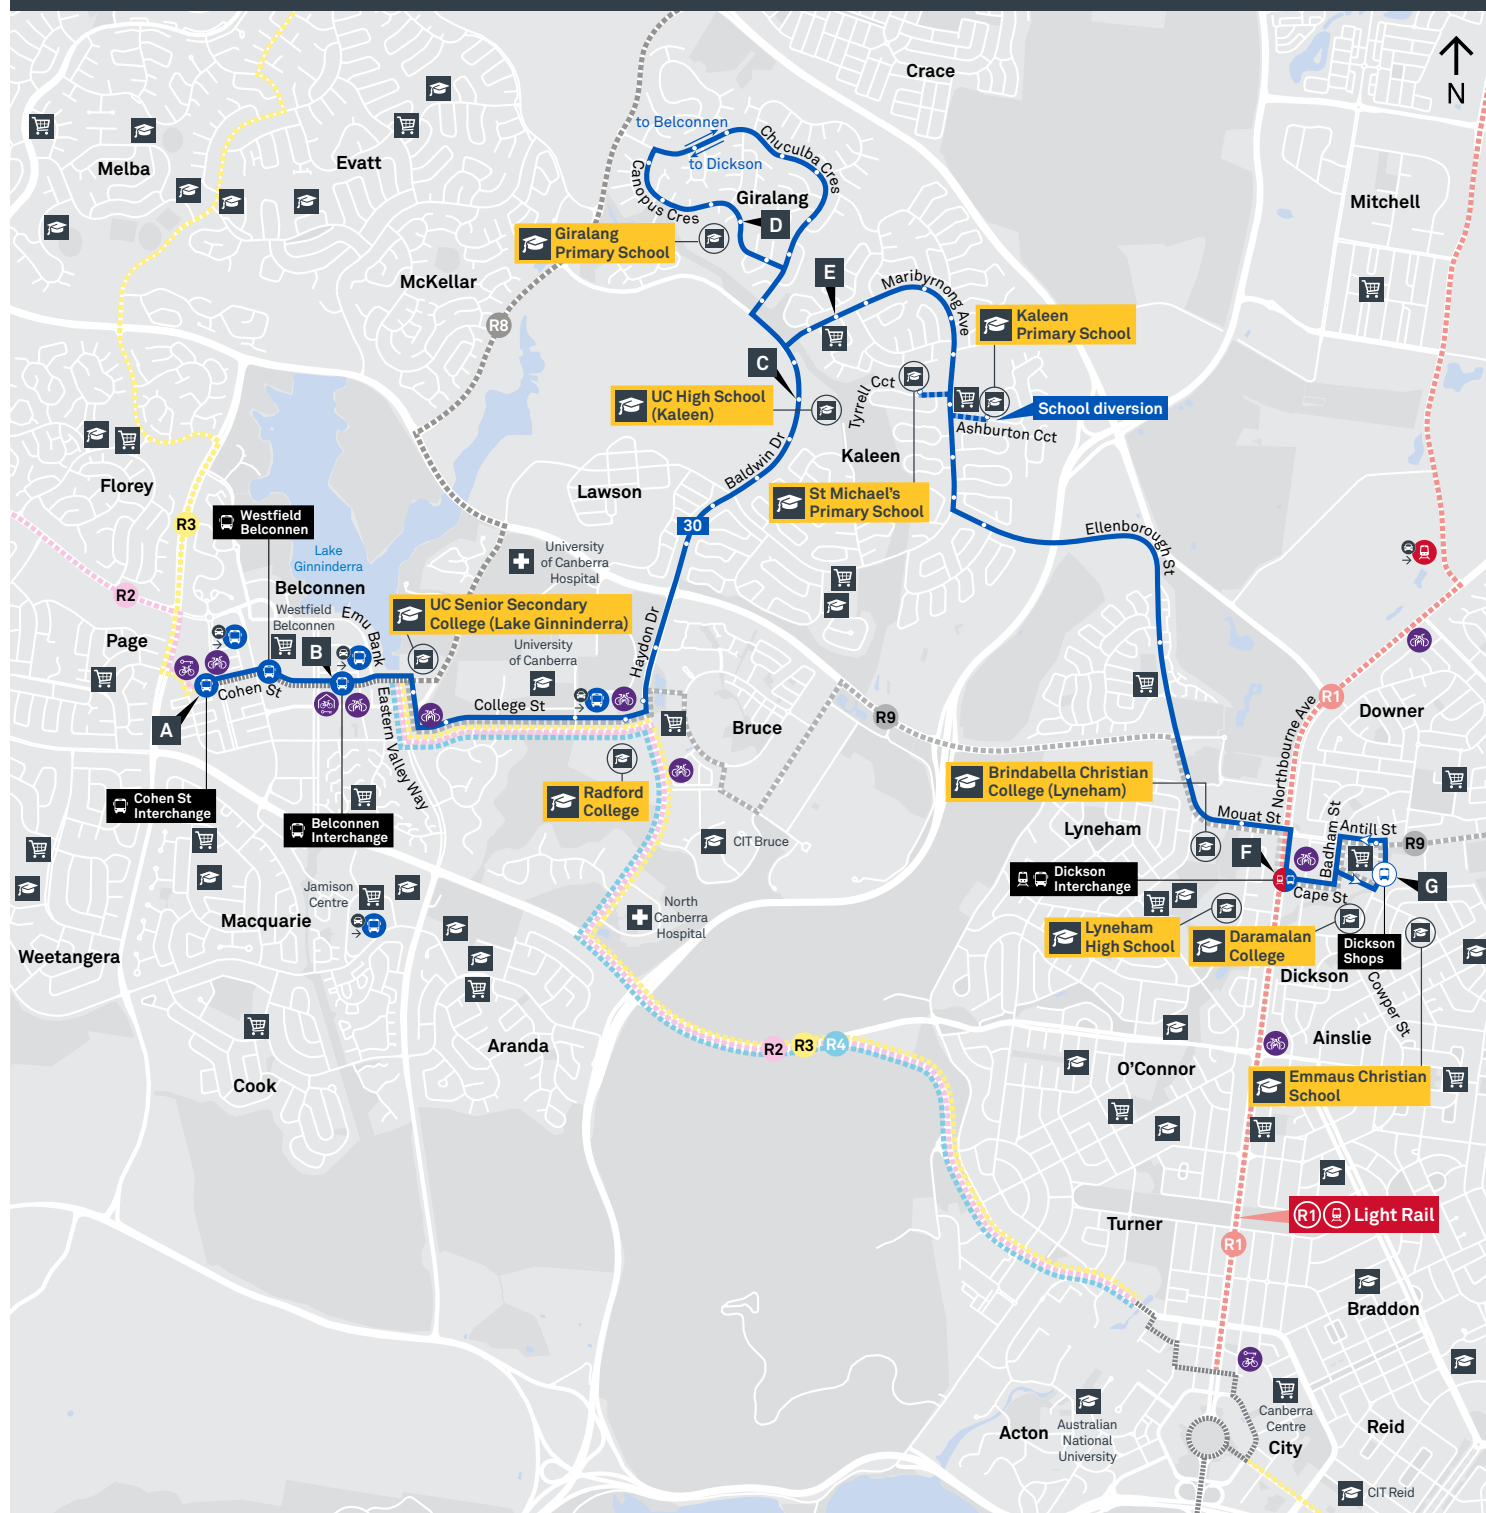 Crace
N
to Belconnen
Chuculba Cres
Melba
Evatt
to Dickson
Canopus Cres
Giralang
Mitchell
D
Giralang
Primary School
E
McKellar
Maribyrnong Ave
R8
Kaleen
Primary School
C
Tyrrell Cct
UC High School
(Kaleen)
School diversion
Ashburton Cct
Baldwin Dr
Kaleen
Florey
Lawson
St Michael's
Primary School
R3
Westfield
Belconnen
30
Ellenborough St
Lake
Ginninderra
University
of Canberra
Hospital
Belconnen
R2
Westfield
Belconnen
Emu Bank
UC Senior Secondary
College (Lake Ginninderra)
Haydon Dr
Page
University
of Canberra
B
Cohen St
Eastern Valley Way
College St
R1
Northbourne Ave
Downer
A
Bruce
R9
Cohen St
Interchange
Belconnen
Interchange
Radford
College
Brindabella Christian
College (Lyneham)
Mouat St
Lyneham
Badham St
Antill St
R9
CIT Bruce
F
Dickson
Interchange
Cape St
G
Jamison
Centre
Macquarie
North
Canberra
Hospital
Lyneham
High School
Daramalan
College
Dickson
Shops
Weetangera
Dickson
Cowper St
Aranda
R2
R3
R4
Ainslie
O'Connor
Cook
Emmaus Christian
School
R1
Light Rail
Turner
R1
Braddon
Canberra
Centre
Acton
Australian
National
University
Reid
City
CIT Reid